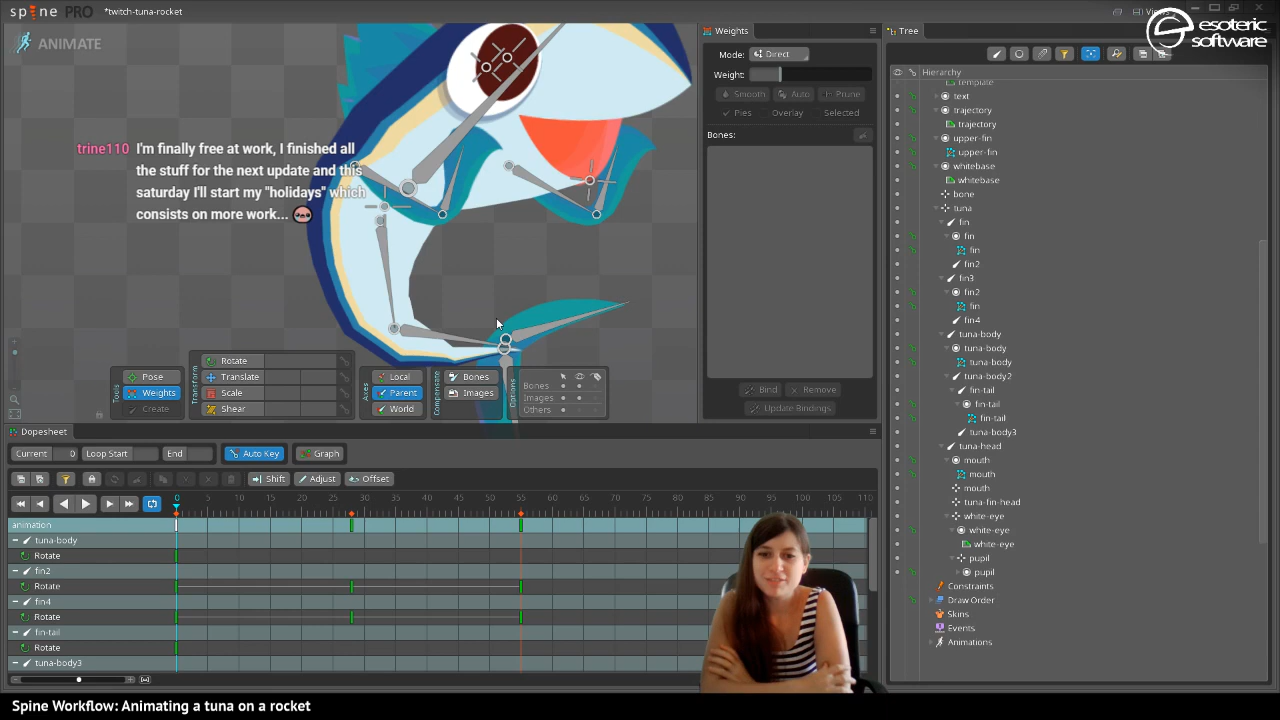 spine PRO
*twitch-tuna-rocket
Views
esoteric
software
ANIMATE
trine110 I'm finally free at work, I finished all
the stuff for the next update and this
saturday I'll start my "holidays" which
consists on more work...
Pose
Weights
Create
Tools
Transform
Rotate
Translate
Scale
Shear
Axes
Local
Parent
World
Compensate
Bones
Images
Options
Bones
Images
Others
Weights
Mode: Direct
Weight:
Smooth Auto Prune
Pies Overlay Selected
Bones:
Bind Remove
Update Bindings
Tree
Hierarchy
template
text
trajectory
trajectory
upper-fin
upper-fin
whitebase
whitebase
bone
tuna
fin
fin
fin
fin2
fin3
fin2
fin
fin4
tuna-body
tuna-body
tuna-body
tuna-body2
fin-tail
fin-tail
fin-tail
tuna-body3
tuna-head
mouth
mouth
mouth
tuna-fin-head
white-eye
white-eye
white-eye
pupil
pupil
Constraints
Draw Order
Skins
Events
Animations
Dopesheet
Current 0 Loop Start End Auto Key Graph
Shift Adjust Offset
0 5 10 15 20 25 30 35 40 45 50 55 60 65 70 75 80 85 90 95 100 105 110
animation
tuna-body
Rotate
fin2
Rotate
fin4
Rotate
fin-tail
Rotate
tuna-body3
Spine Workflow: Animating a tuna on a rocket